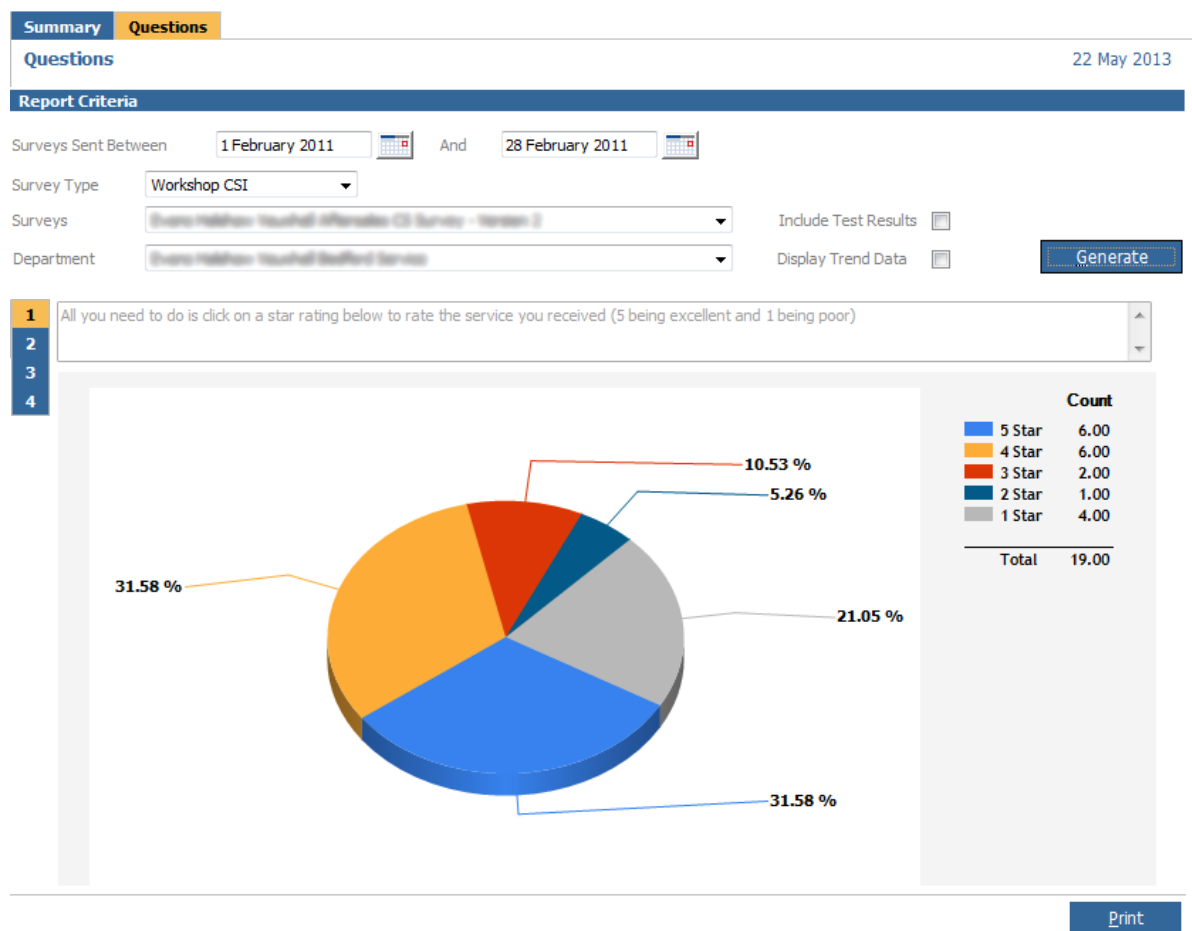 Summary Questions
Questions 22 May 2013
Report Criteria
Surveys Sent Between 1 February 2011 And 28 February 2011
Survey Type Workshop CSI
Surveys Include Test Results
Department Display Trend Data Generate
1 All you need to do is click on a star rating below to rate the service you received (5 being excellent and 1 being poor)
2
3
4
Count
5 Star 6.00
4 Star 6.00
3 Star 2.00
2 Star 1.00
1 Star 4.00
Total 19.00
10.53 %
5.26 %
31.58 %
21.05 %
31.58 %
Print